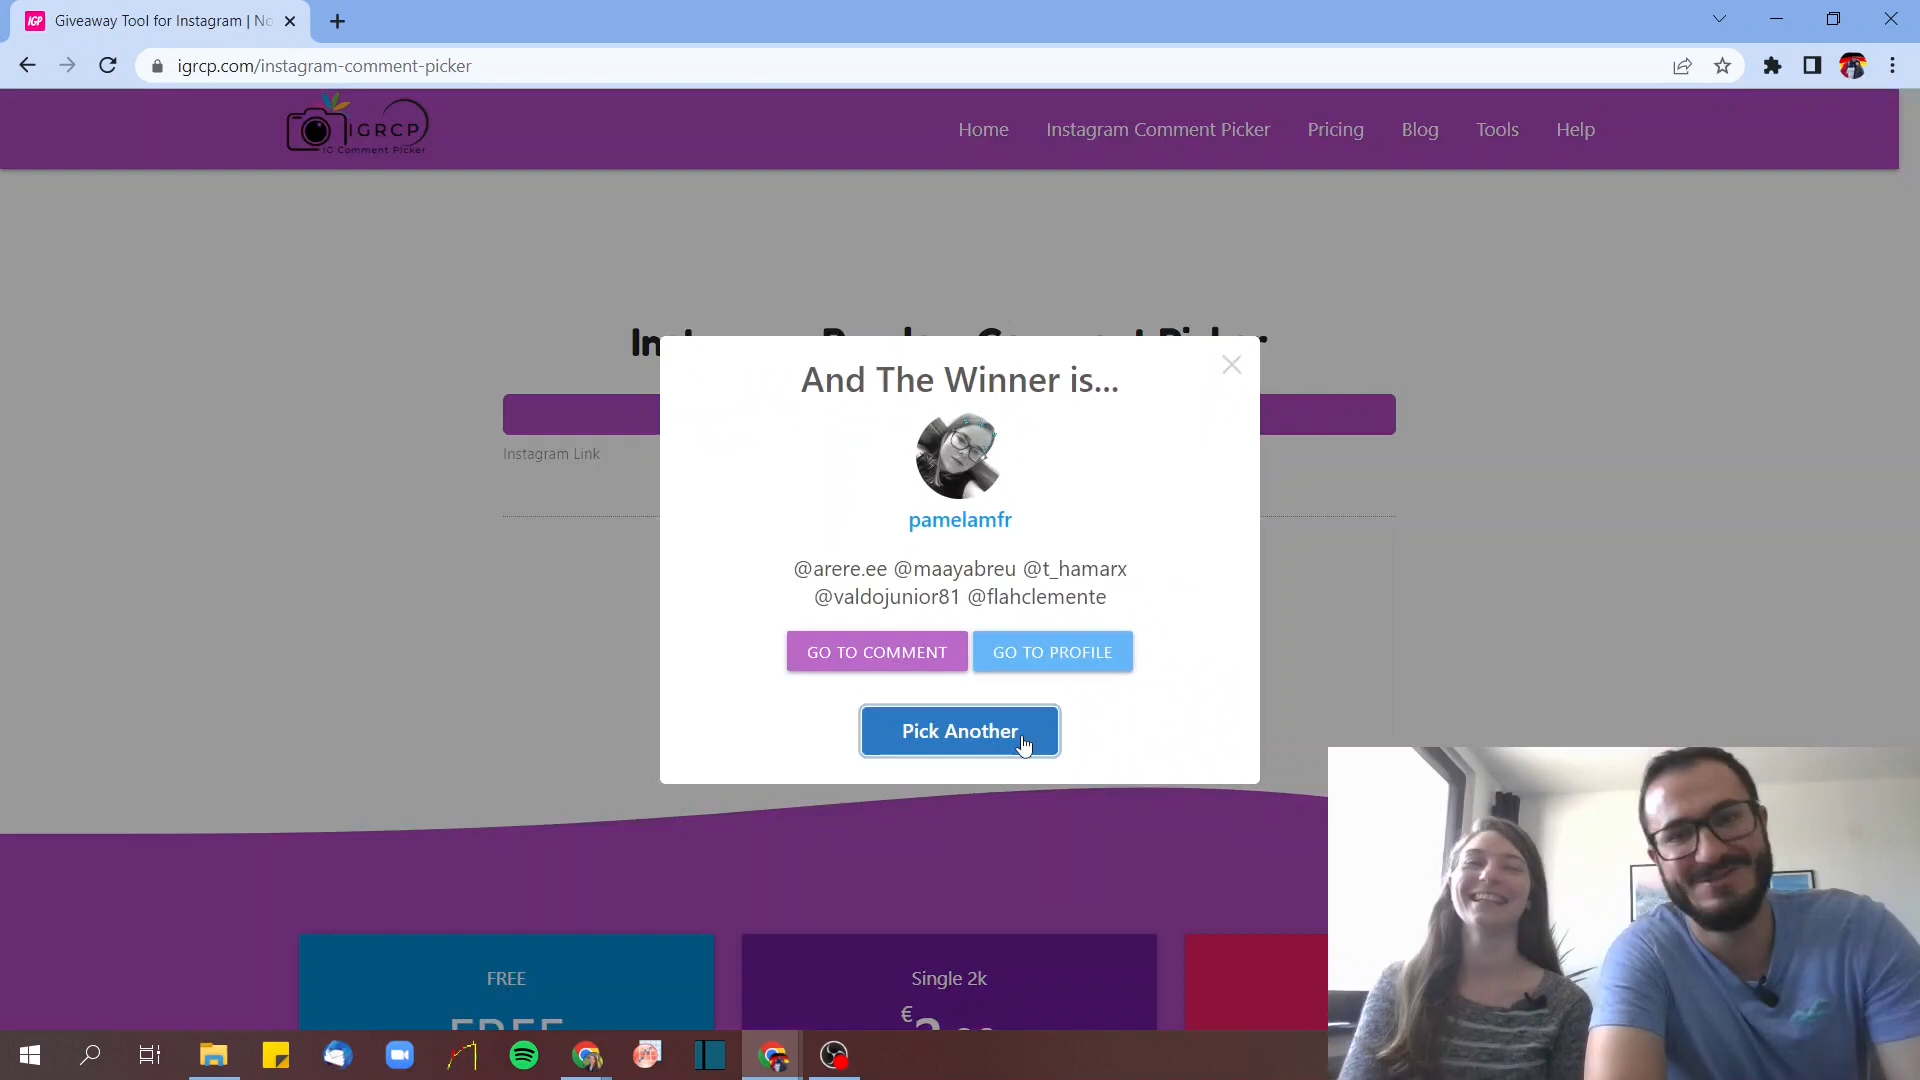 IGP
Giveaway Tool for Instagram | No
igrcp.com/instagram-comment-picker
IGRCP
IG Comment Picker
Home
Instagram Comment Picker
Pricing
Blog
Tools
Help
And The Winner is...
Instagram Link
pamelamfr
@arere.ee @maayabreu @t_hamarx
@valdojunior81 @flahclemente
GO TO COMMENT
GO TO PROFILE
Pick Another
FREE
Single 2k
FREE
€